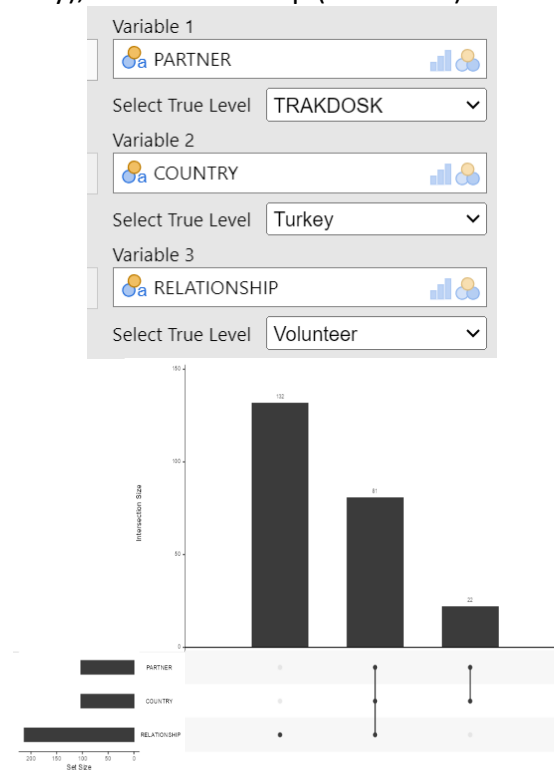 Variable 1
a PARTNER
Select True Level TRAKDOSK
Variable 2
a COUNTRY
Select True Level Turkey
Variable 3
a RELATIONSHIP
Select True Level Volunteer
150
132
100
81
Intersection Size
50
22
0
PARTNER
COUNTRY
RELATIONSHIP
200 150 100 50 0
Set Size